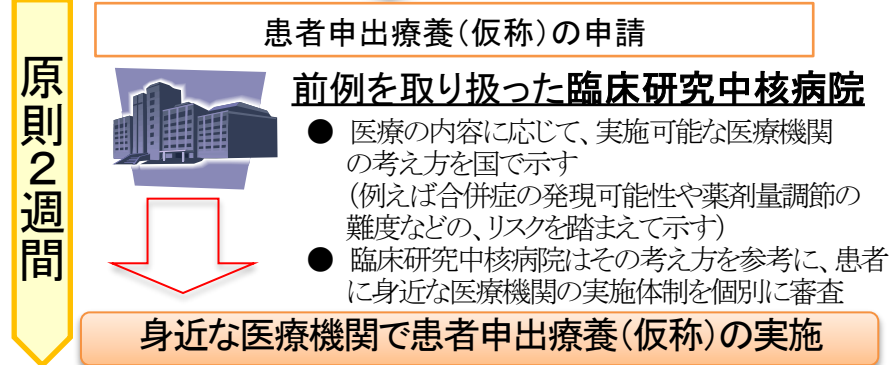 患者申出療養(仮称)の申請
原則2週間
前例を取り扱った臨床研究中核病院
● 医療の内容に応じて、実施可能な医療機関
の考え方を国で示す
(例えば合併症の発現可能性や薬剤量調節の
難度などの、リスクを踏まえて示す)
● 臨床研究中核病院はその考え方を参考に、患者
に身近な医療機関の実施体制を個別に審査
身近な医療機関で患者申出療養(仮称)の実施